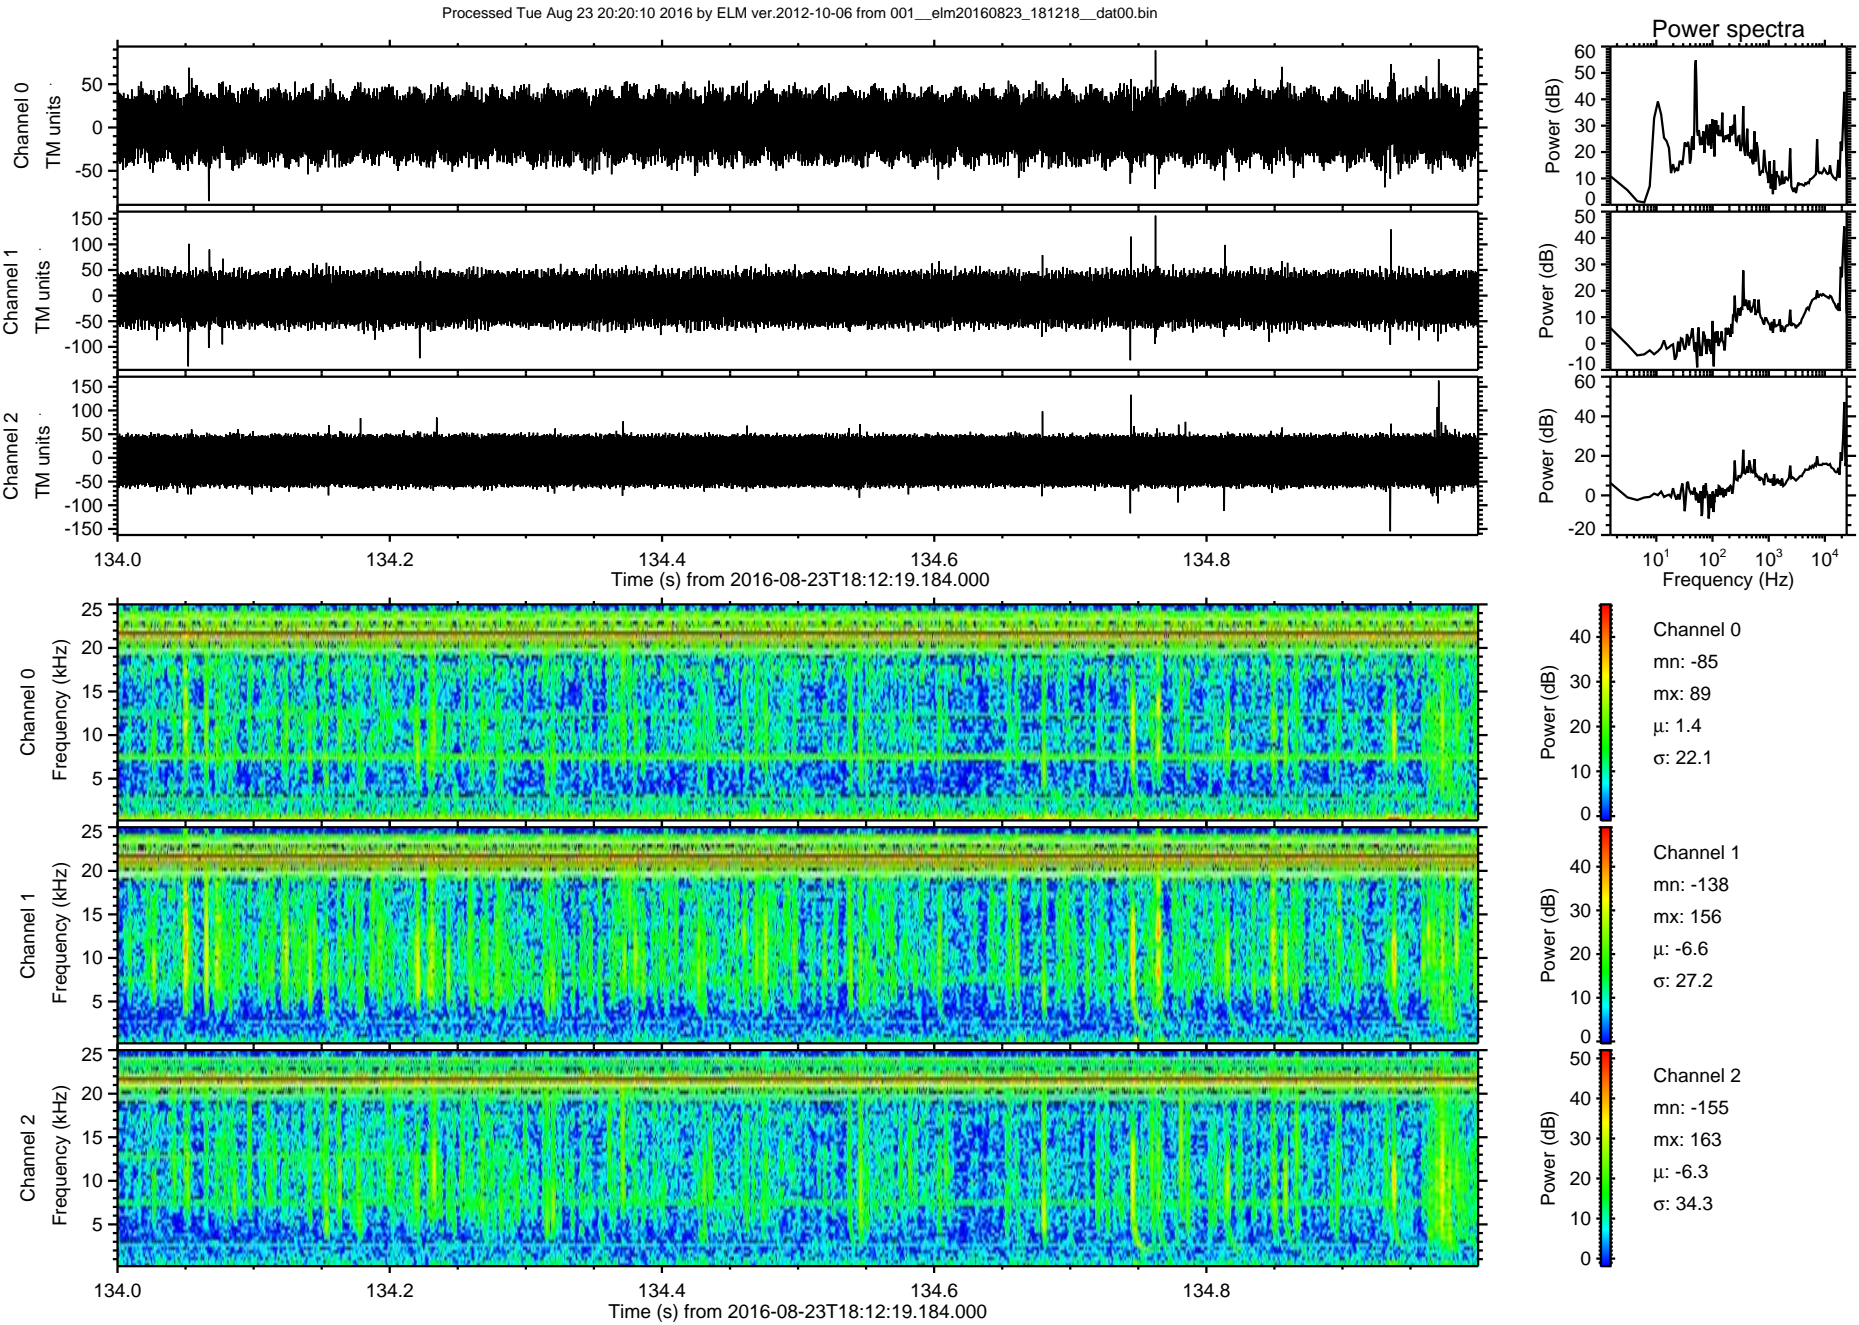 Processed Tue Aug 23 20:20:10 2016 by ELM ver.2012-10-06 from 001__elm20160823_181218__dat00.bin
Power spectra
Channel 0
TM units
50
0
-50
Power (dB)
60
50
40
30
20
10
0
Channel 1
TM units
150
100
50
0
-50
-100
Power (dB)
50
40
30
20
10
0
-10
Channel 2
TM units
150
100
50
0
-50
-100
-150
Power (dB)
60
40
20
0
-20
134.0 134.2 134.4 134.6 134.8
Time (s) from 2016-08-23T18:12:19.184.000
10¹ 10² 10³ 10⁴
Frequency (Hz)
Channel 0
Frequency (kHz)
25
20
15
10
5
Power (dB)
40
30
20
10
0
Channel 0
mn: -85
mx: 89
µ: 1.4
σ: 22.1
Channel 1
Frequency (kHz)
25
20
15
10
5
Power (dB)
40
30
20
10
0
Channel 1
mn: -138
mx: 156
µ: -6.6
σ: 27.2
Channel 2
Frequency (kHz)
25
20
15
10
5
Power (dB)
50
40
30
20
10
0
Channel 2
mn: -155
mx: 163
µ: -6.3
σ: 34.3
134.0 134.2 134.4 134.6 134.8
Time (s) from 2016-08-23T18:12:19.184.000